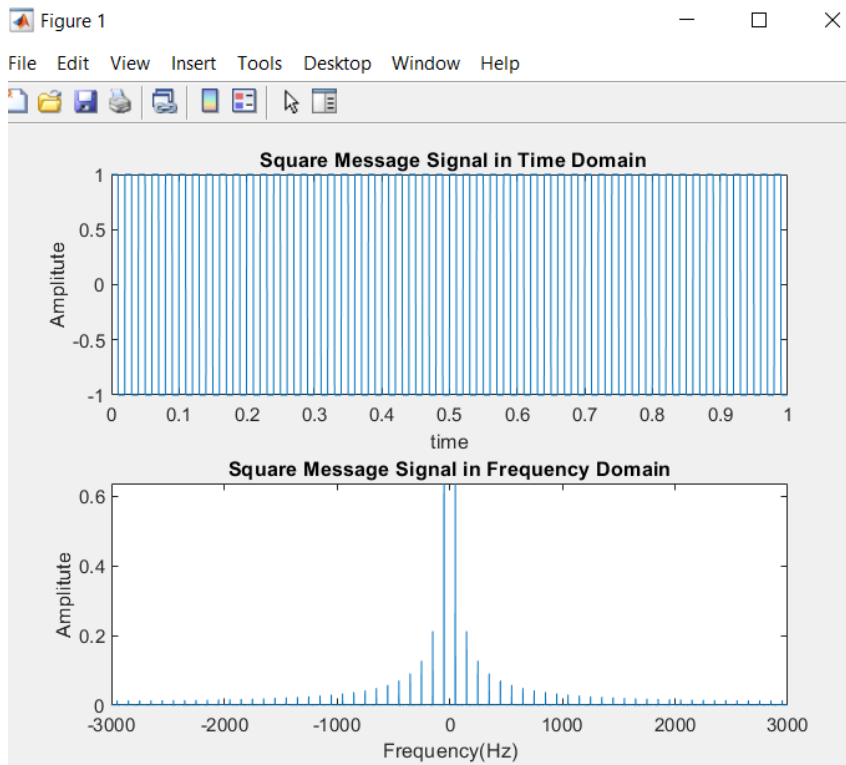 Figure 1
File Edit View Insert Tools Desktop Window Help
Square Message Signal in Time Domain
1
0.5
0
-0.5
-1
Amplitute
0 0.1 0.2 0.3 0.4 0.5 0.6 0.7 0.8 0.9 1
time
Square Message Signal in Frequency Domain
0.6
0.4
0.2
0
Amplitute
-3000 -2000 -1000 0 1000 2000 3000
Frequency(Hz)